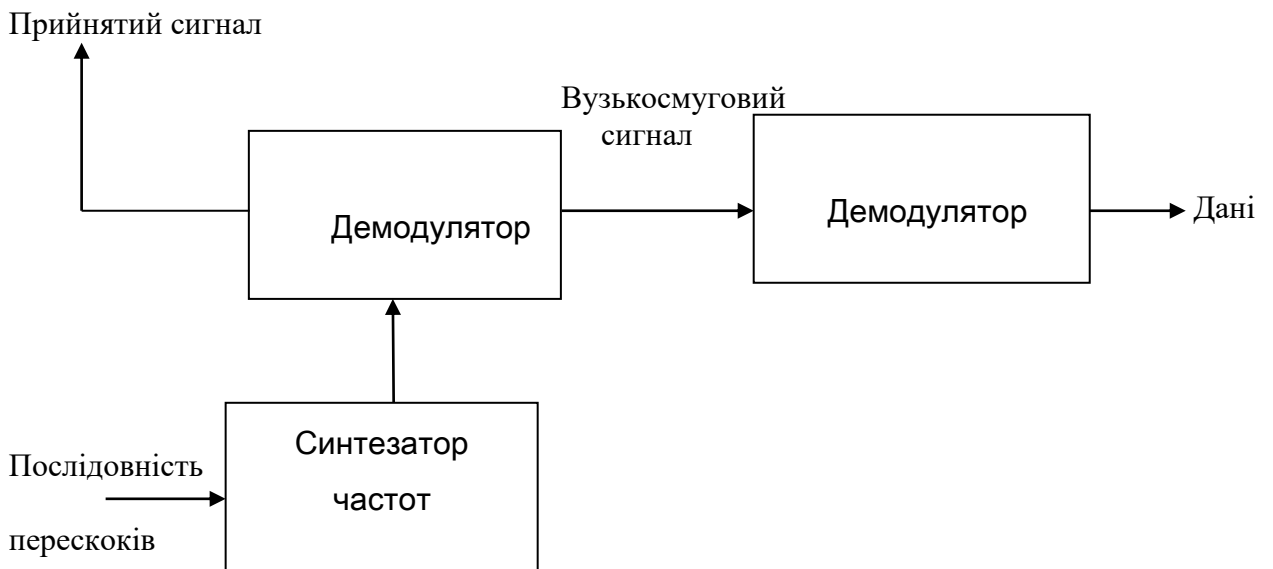 Прийнятий сигнал
Вузькосмуговий
сигнал
Демодулятор
Демодулятор
Дані
Синтезатор
частот
Послідовність
перескоків